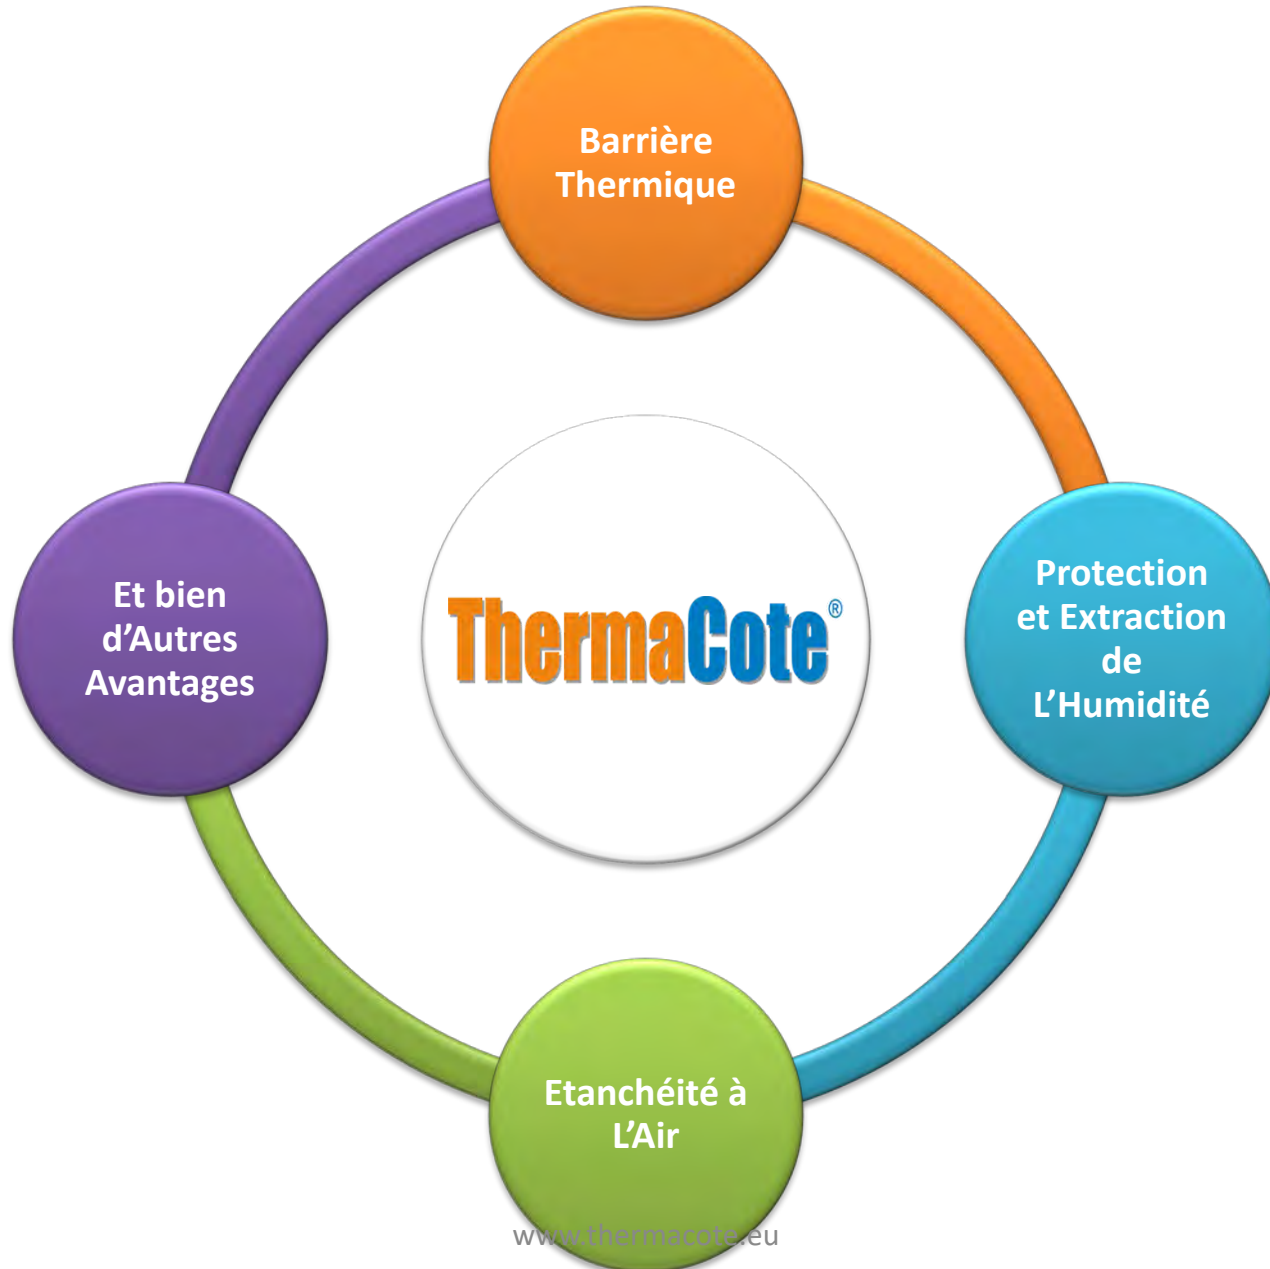 Barrière
Thermique
Protection
et Extraction
de
L’Humidité
Et bien
d’Autres
Avantages
ThermaCote®
Etanchéité à
L’Air
www.thermacote.eu